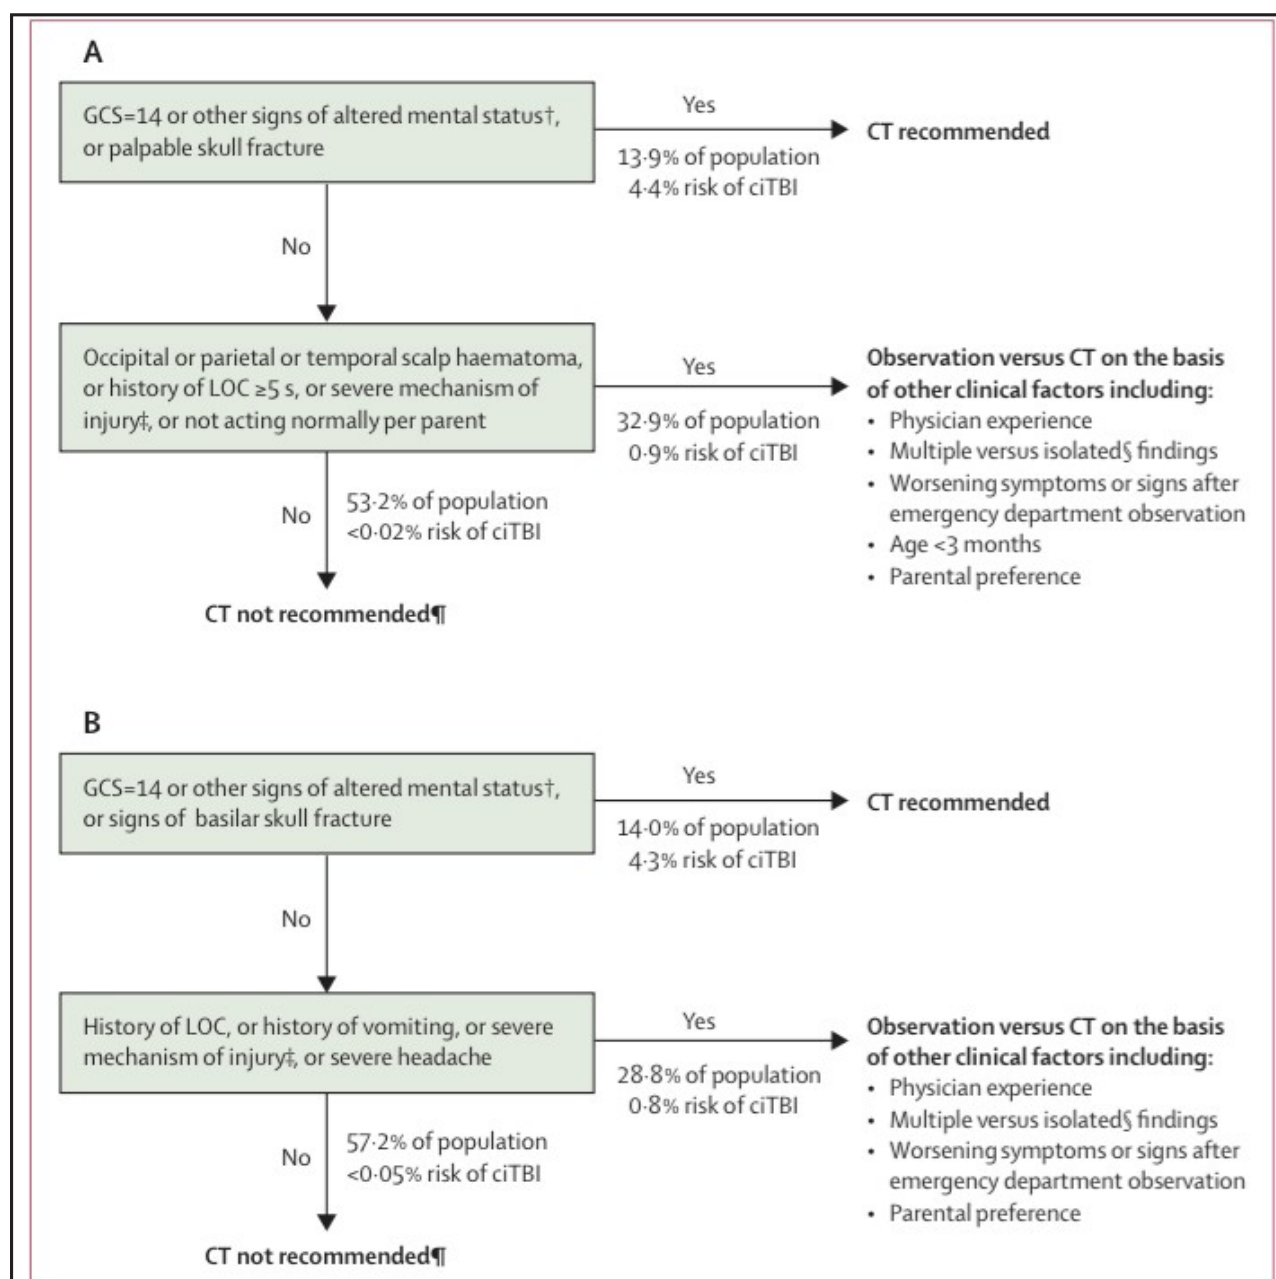 A
GCS=14 or other signs of altered mental status†,
or palpable skull fracture
Yes
13·9% of population
4·4% risk of ciTBI
CT recommended
No
Occipital or parietal or temporal scalp haematoma,
or history of LOC ≥5 s, or severe mechanism of
injury‡, or not acting normally per parent
Yes
32·9% of population
0·9% risk of ciTBI
Observation versus CT on the basis
of other clinical factors including:
• Physician experience
• Multiple versus isolated§ findings
• Worsening symptoms or signs after
emergency department observation
• Age <3 months
• Parental preference
No
53·2% of population
<0·02% risk of ciTBI
CT not recommended¶
B
GCS=14 or other signs of altered mental status†,
or signs of basilar skull fracture
Yes
14·0% of population
4·3% risk of ciTBI
CT recommended
No
History of LOC, or history of vomiting, or severe
mechanism of injury‡, or severe headache
Yes
28·8% of population
0·8% risk of ciTBI
Observation versus CT on the basis
of other clinical factors including:
• Physician experience
• Multiple versus isolated§ findings
• Worsening symptoms or signs after
emergency department observation
• Parental preference
No
57·2% of population
<0·05% risk of ciTBI
CT not recommended¶